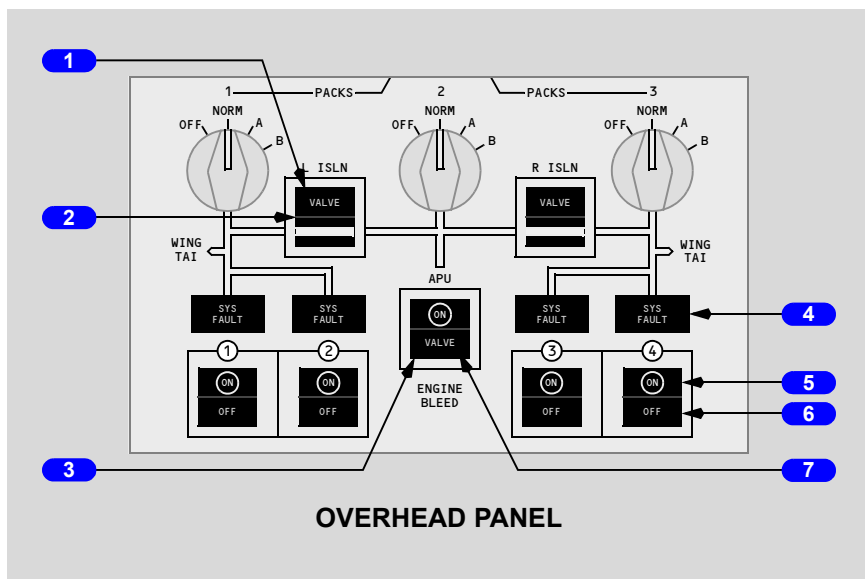 1
1 PACKS 2 PACKS 3
NORM NORM NORM
OFF A OFF A OFF A
B B B
L ISLN R ISLN
VALVE VALVE
2
WING TAI
WING TAI
APU
SYS FAULT
SYS FAULT
ON
VALVE
SYS FAULT
SYS FAULT
4
1 2 3 4
ON ON ON ON
5
OFF OFF OFF OFF
6
ENGINE
BLEED
3
7
OVERHEAD PANEL